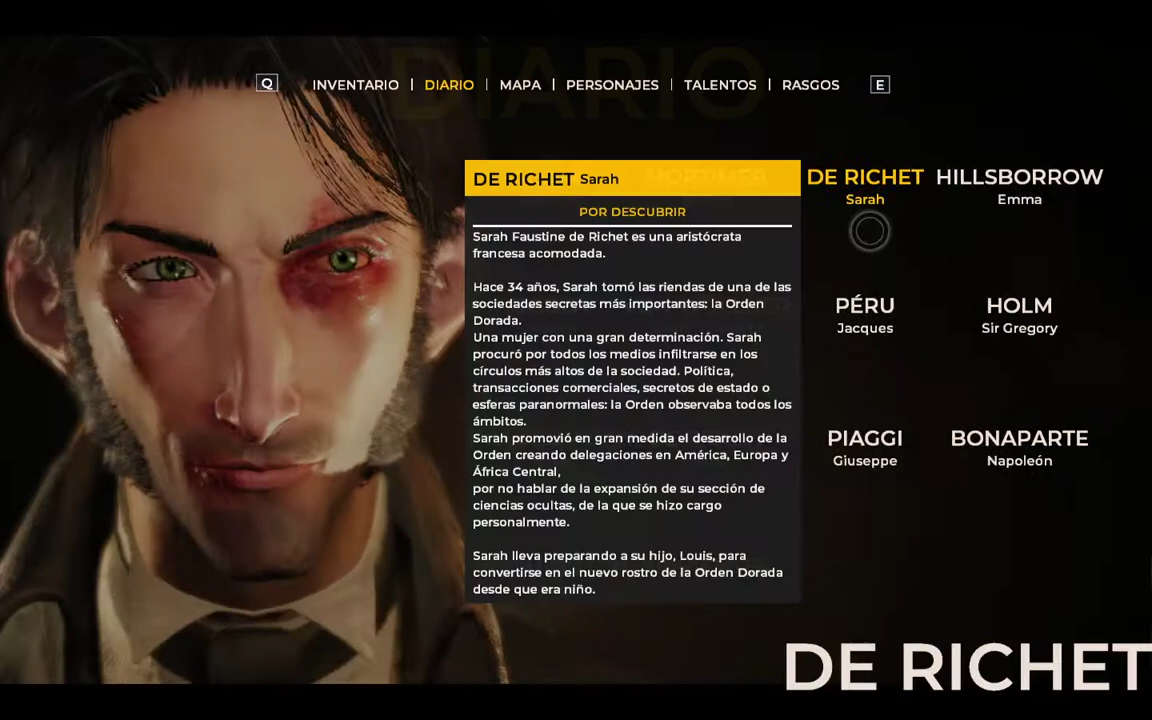 DIARIO
Q INVENTARIO | DIARIO | MAPA | PERSONAJES | TALENTOS | RASGOS E
DE RICHET Sarah
POR DESCUBRIR
Sarah Faustine de Richet es una aristócrata
francesa acomodada.
Hace 34 años, Sarah tomó las riendas de una de las
sociedades secretas más importantes: la Orden
Dorada.
Una mujer con una gran determinación. Sarah
procuró por todos los medios infiltrarse en los
círculos más altos de la sociedad. Política,
transacciones comerciales, secretos de estado o
esferas paranormales: la Orden observaba todos los
ámbitos.
Sarah promovió en gran medida el desarrollo de la
Orden creando delegaciones en América, Europa y
África Central,
por no hablar de la expansión de su sección de
ciencias ocultas, de la que se hizo cargo
personalmente.
Sarah lleva preparando a su hijo, Louis, para
convertirse en el nuevo rostro de la Orden Dorada
desde que era niño.
DE RICHET
Sarah
HILLSBORROW
Emma
PÉRU
Jacques
HOLM
Sir Gregory
PIAGGI
Giuseppe
BONAPARTE
Napoleón
DE RICHET